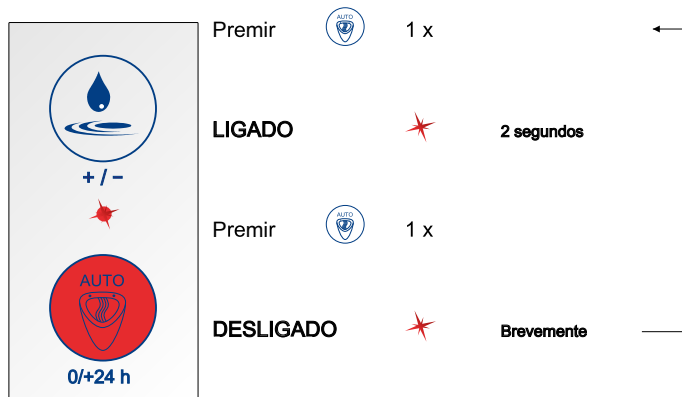 + / −
AUTO
0/+24 h
Premir AUTO 1 x
LIGADO 2 segundos
Premir AUTO 1 x
DESLIGADO Brevemente